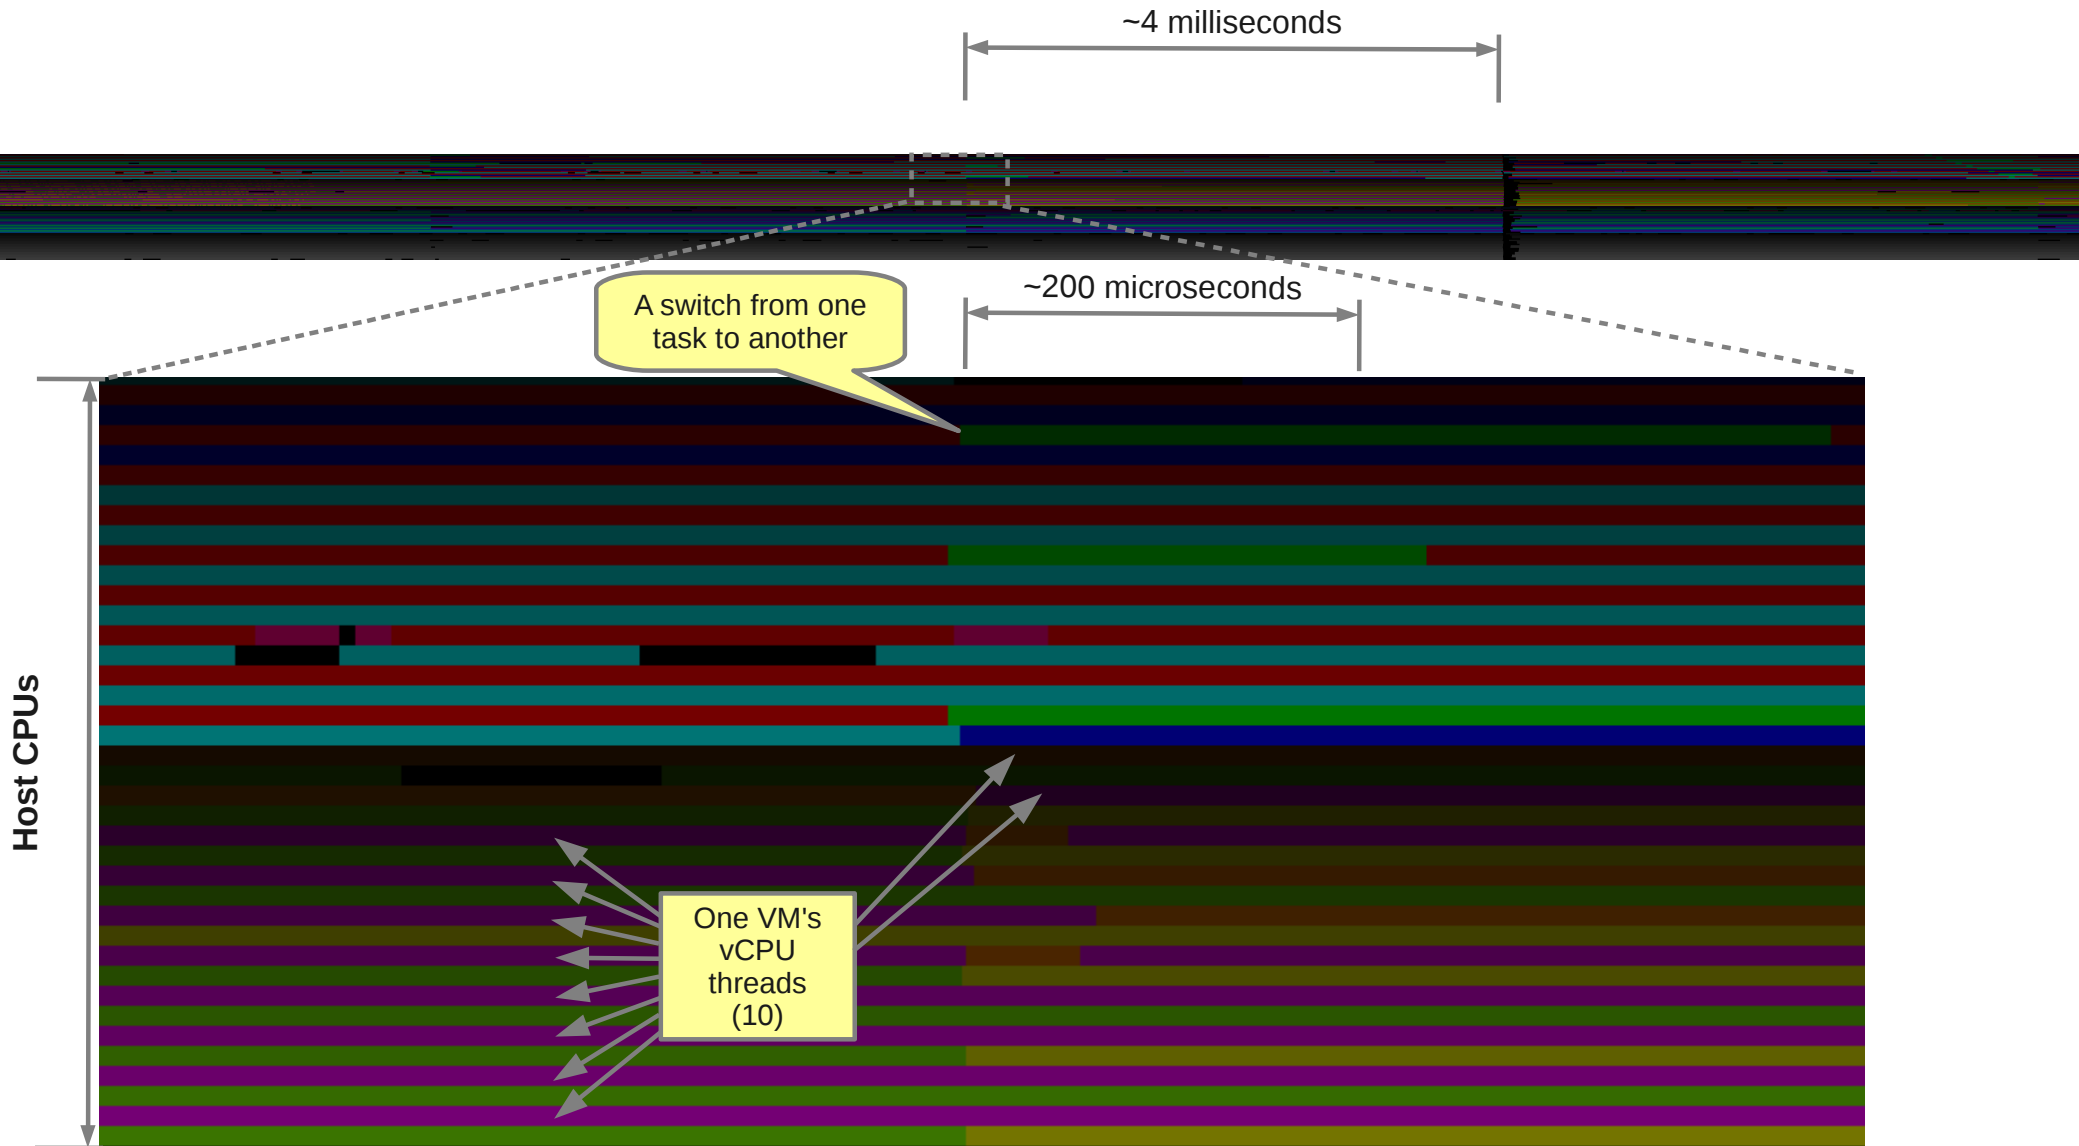 ~4 milliseconds
~200 microseconds
A switch from one
task to another
Host CPUs
One VM's
vCPU
threads
(10)